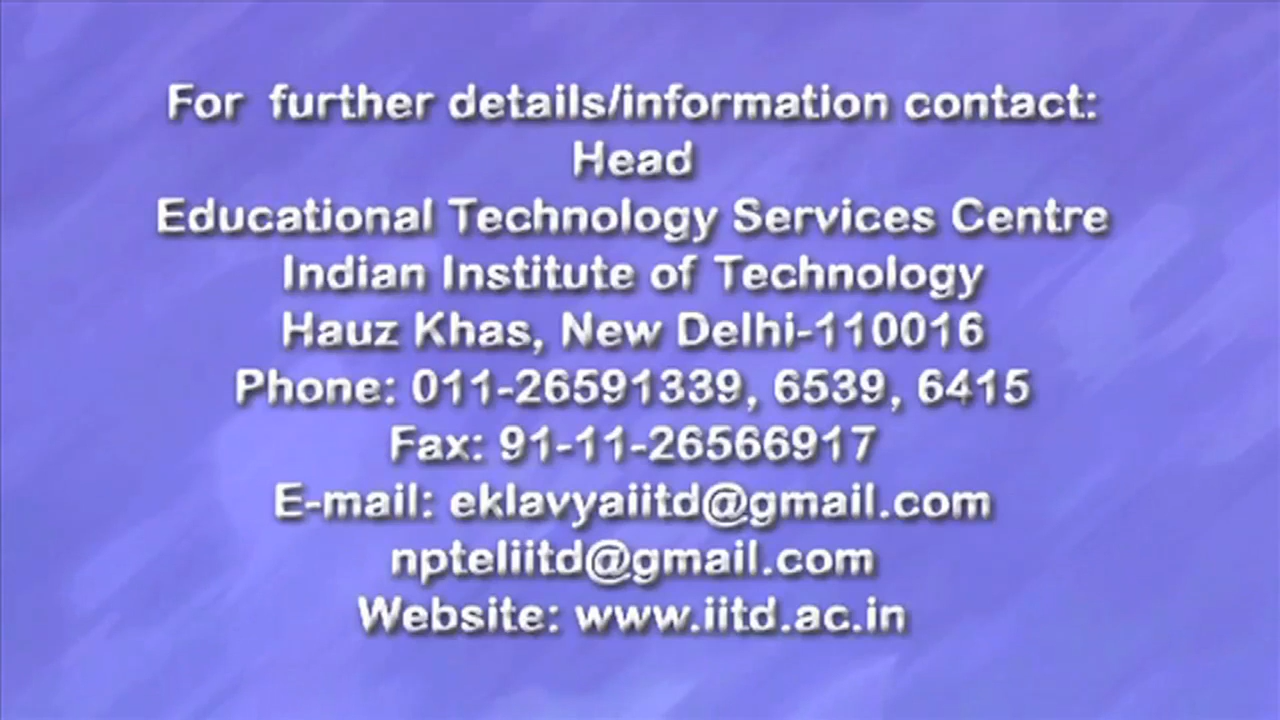 For further details/information contact:
Head
Educational Technology Services Centre
Indian Institute of Technology
Hauz Khas, New Delhi-110016
Phone: 011-26591339, 6539, 6415
Fax: 91-11-26566917
E-mail: eklavyaiitd@gmail.com
npteliitd@gmail.com
Website: www.iitd.ac.in